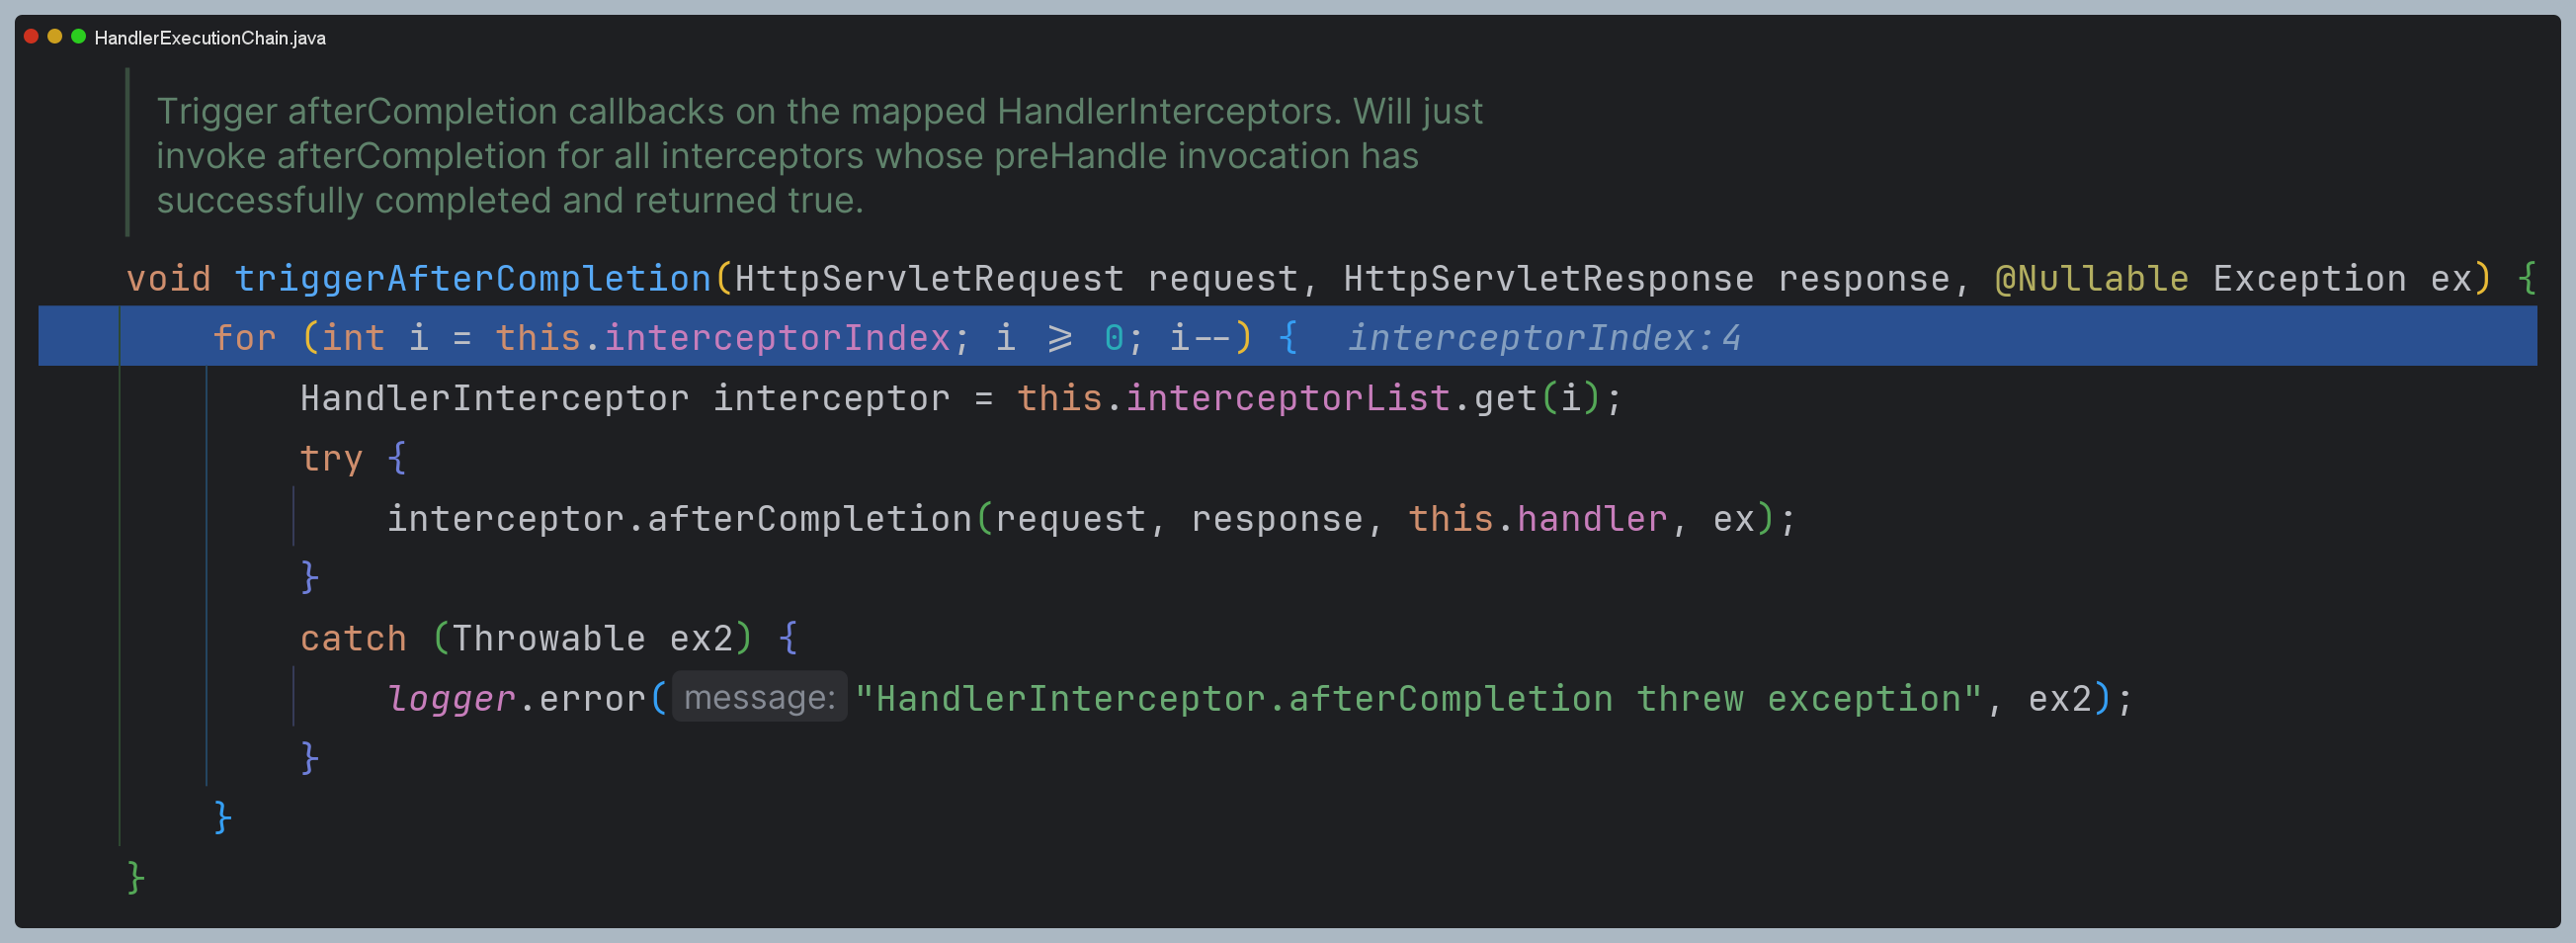 HandlerExecutionChain.java
Trigger afterCompletion callbacks on the mapped HandlerInterceptors. Will just
invoke afterCompletion for all interceptors whose preHandle invocation has
successfully completed and returned true.
void triggerAfterCompletion(HttpServletRequest request, HttpServletResponse response, @Nullable Exception ex) {
for (int i = this.interceptorIndex; i >= 0; i--) { interceptorIndex: 4
HandlerInterceptor interceptor = this.interceptorList.get(i);
try {
interceptor.afterCompletion(request, response, this.handler, ex);
}
catch (Throwable ex2) {
logger.error( message: "HandlerInterceptor.afterCompletion threw exception", ex2);
}
}
}